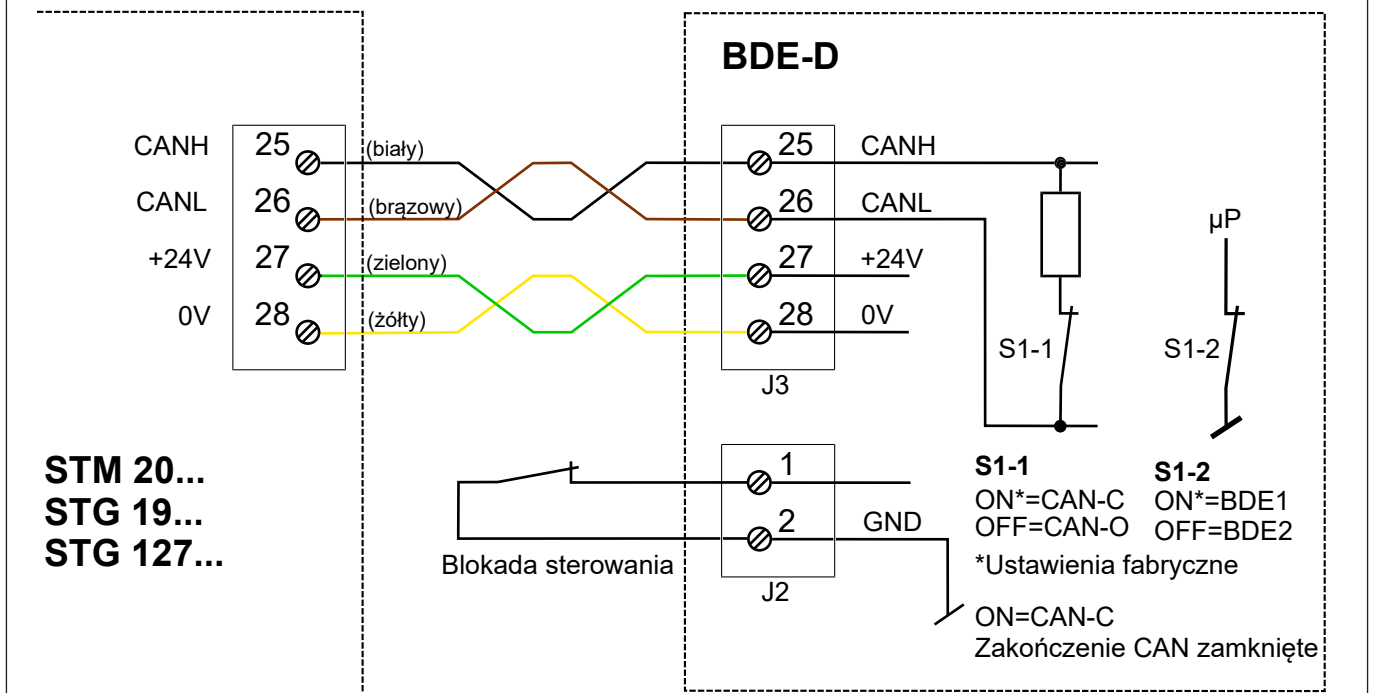 BDE-D
CANH 25 (biały) 25 CANH
CANL 26 (brązowy) 26 CANL
µP
+24V 27 (zielony) 27 +24V
0V 28 (żółty) 28 0V
S1-1 S1-2
J3
STM 20...
STG 19...
STG 127...
1
2 GND
Blokada sterowania
J2
S1-1
ON*=CAN-C
OFF=CAN-O
S1-2
ON*=BDE1
OFF=BDE2
*Ustawienia fabryczne
ON=CAN-C
Zakończenie CAN zamknięte